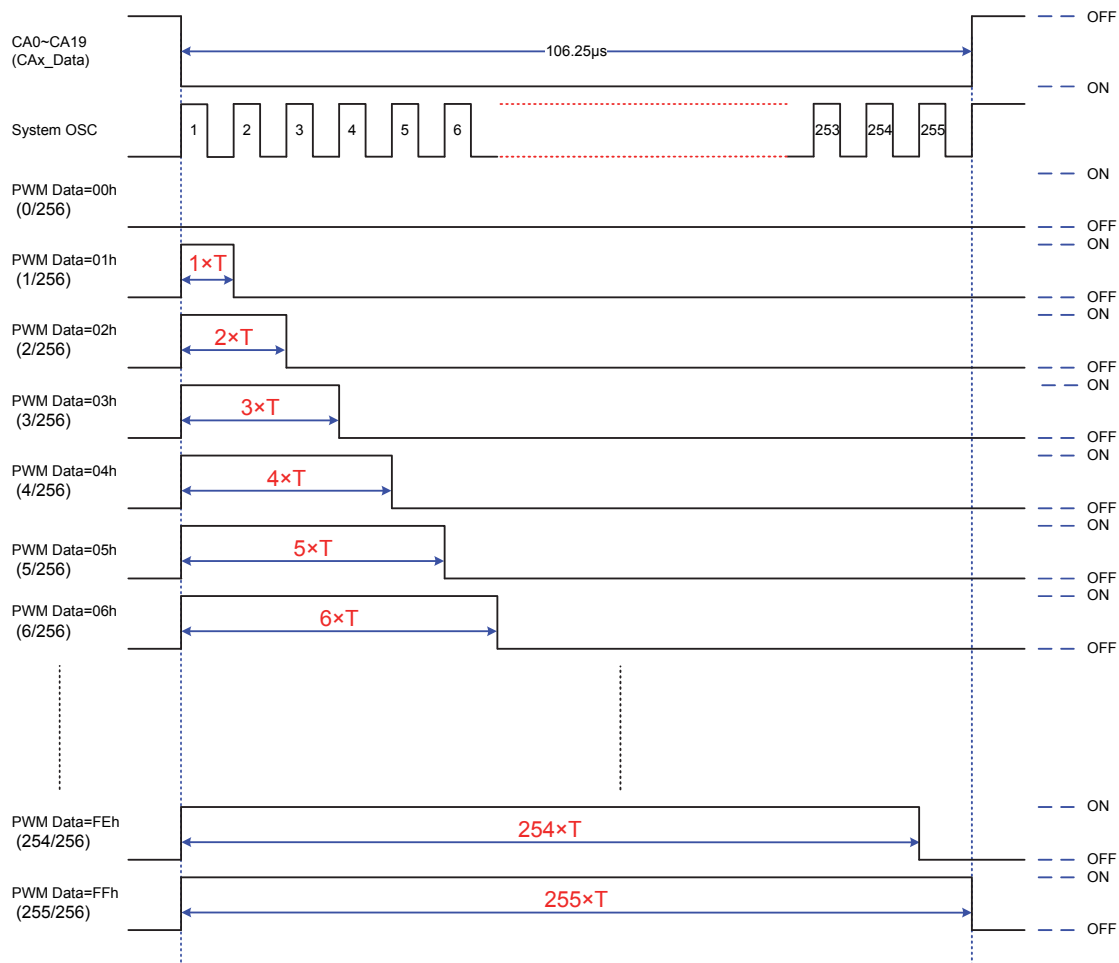 OFF
CA0~CA19
(CAx_Data)
106.25µs
ON
System OSC
1 2 3 4 5 6 253 254 255
ON
PWM Data=00h
(0/256)
OFF
ON
PWM Data=01h
(1/256)
1×T
OFF
ON
PWM Data=02h
(2/256)
2×T
OFF
ON
PWM Data=03h
(3/256)
3×T
OFF
ON
PWM Data=04h
(4/256)
4×T
OFF
ON
PWM Data=05h
(5/256)
5×T
OFF
ON
PWM Data=06h
(6/256)
6×T
OFF
ON
PWM Data=FEh
(254/256)
254×T
OFF
ON
PWM Data=FFh
(255/256)
255×T
OFF